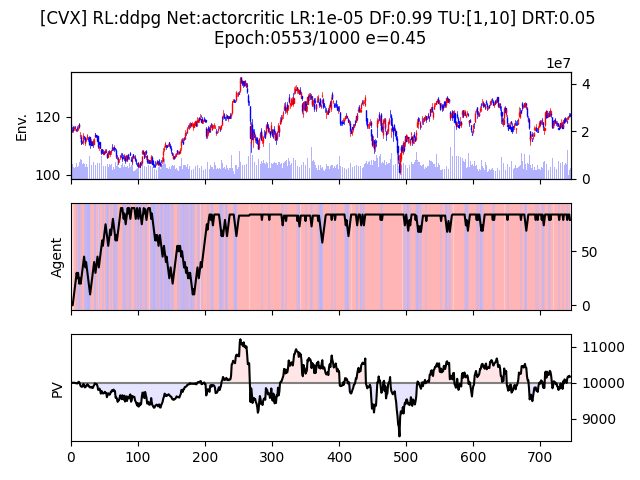 [CVX] RL:ddpg Net:actorcritic LR:1e-05 DF:0.99 TU:[1,10] DRT:0.05
Epoch:0553/1000 e=0.45
1e7
Env.
120
100
4
2
0
Agent
50
0
PV
11000
10000
9000
0 100 200 300 400 500 600 700